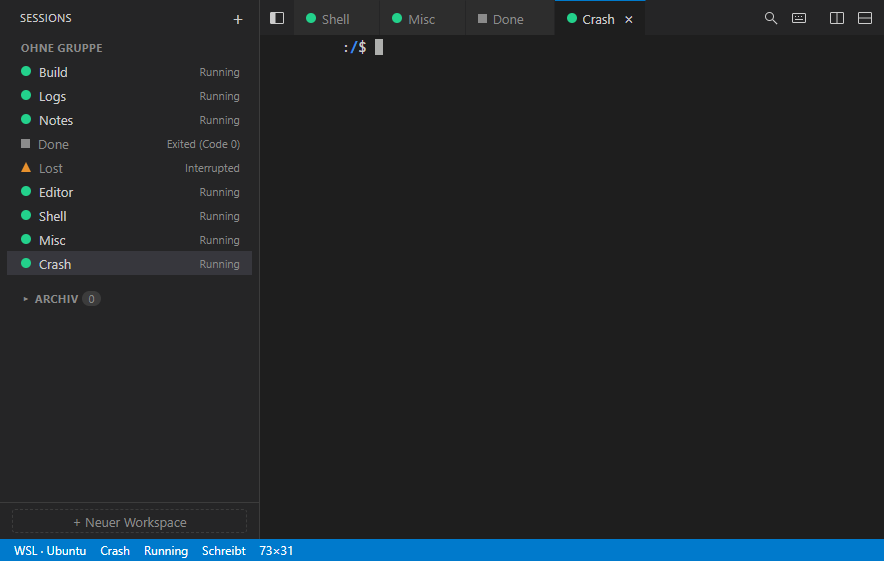 SESSIONS +
Shell
Misc
Done
Crash ×
OHNE GRUPPE
Build Running
Logs Running
Notes Running
Done Exited (Code 0)
Lost Interrupted
Editor Running
Shell Running
Misc Running
Crash Running
ARCHIV 0
:/$
+ Neuer Workspace
WSL · Ubuntu Crash Running Schreibt 73×31